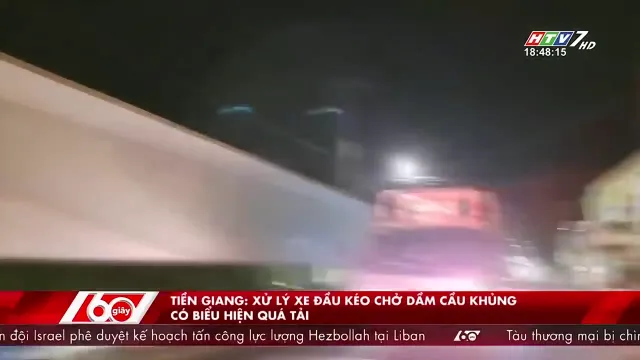 HTV7 HD
18:48:15
60 giây
TIỀN GIANG: XỬ LÝ XE ĐẦU KÉO CHỞ DẦM CẦU KHỦNG
CÓ BIỂU HIỆN QUÁ TẢI
n đội Israel phê duyệt kế hoạch tấn công lực lượng Hezbollah tại Liban 60 Tàu thương mại bị chìm